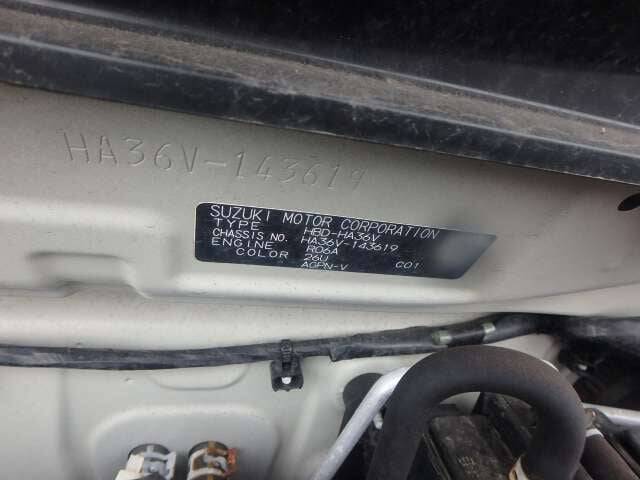 HA36V-143619
SUZUKI MOTOR CORPORATION
TYPE HBD-HA36V
CHASSIS NO. HA36V-143619
ENGINE R06A
COLOR 26U
AGPN-V C01